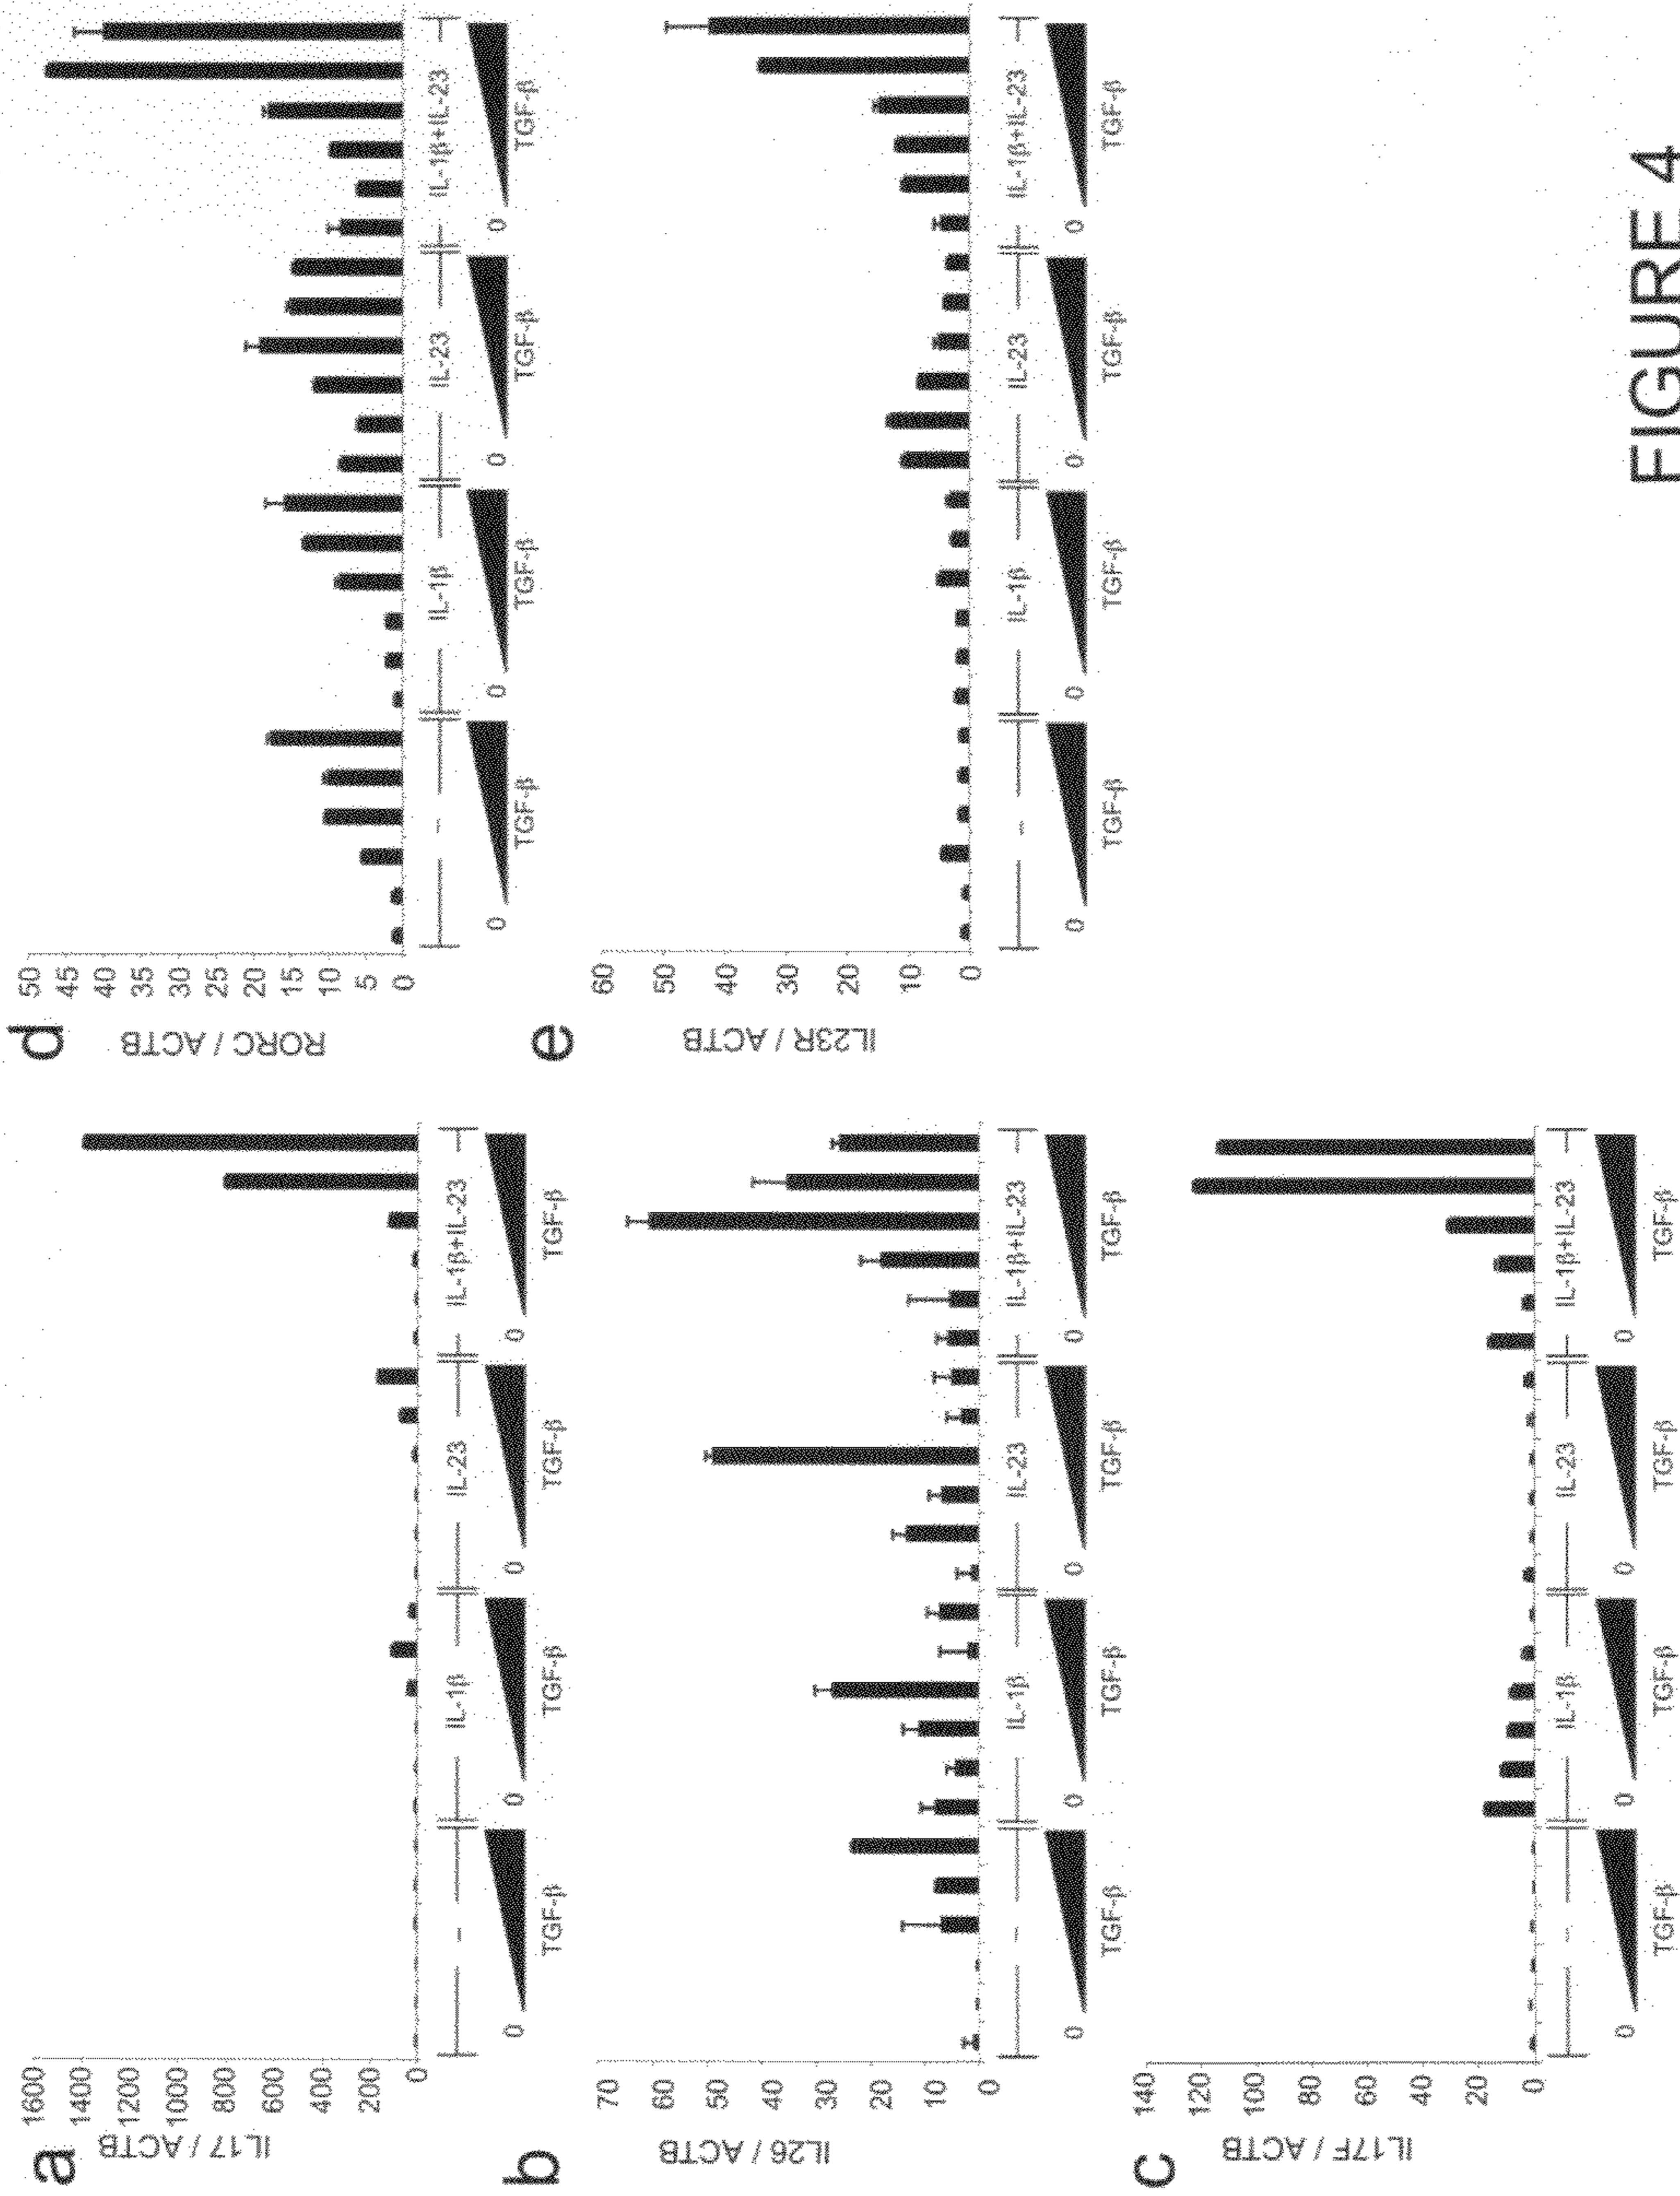 a
IL17 / ACTB
1600
1400
1200
1000
800
600
400
200
0
- IL-1β IL-23 IL-1β+IL-23
0 0 0 0
TGF-β TGF-β TGF-β TGF-β
b
IL26 / ACTB
70
60
50
40
30
20
10
0
- IL-1β IL-23 IL-1β+IL-23
0 0 0 0
TGF-β TGF-β TGF-β TGF-β
c
IL17F / ACTB
140
120
100
80
60
40
20
0
- IL-1β IL-23 IL-1β+IL-23
0 0 0 0
TGF-β TGF-β TGF-β TGF-β
d
RORC / ACTB
50
45
40
35
30
25
20
15
10
5
0
- IL-1β IL-23 IL-1β+IL-23
0 0 0 0
TGF-β TGF-β TGF-β TGF-β
e
IL23R / ACTB
60
50
40
30
20
10
0
- IL-1β IL-23 IL-1β+IL-23
0 0 0 0
TGF-β TGF-β TGF-β TGF-β
FIGURE 4